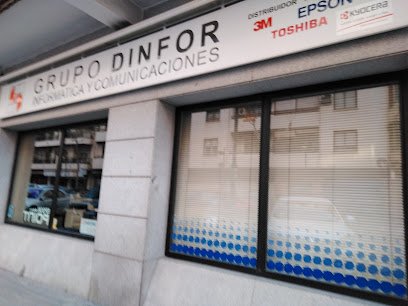 GRUPO DINFOR
INFORMÁTICA Y COMUNICACIONES
DISTRIBUIDOR
3M EPSON
TOSHIBA KYOCERA